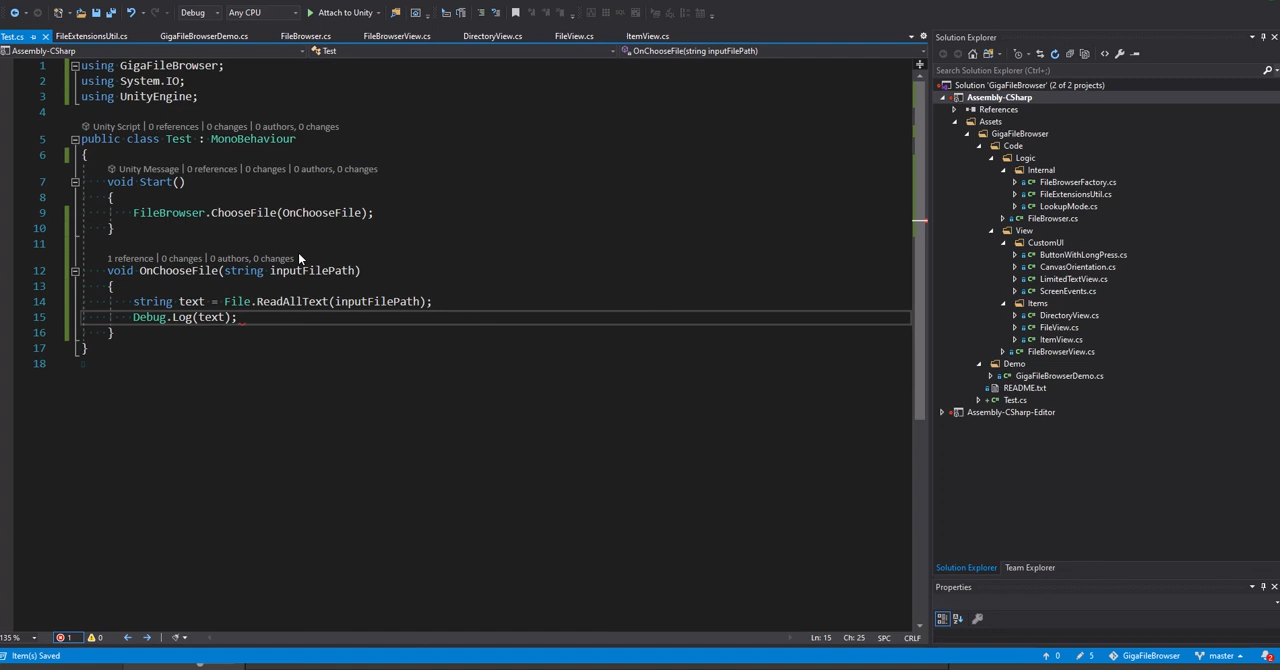 Debug
Any CPU
Attach to Unity
Test.cs
FileExtensionsUtil.cs
GigaFileBrowserDemo.cs
FileBrowser.cs
FileBrowserView.cs
DirectoryView.cs
FileView.cs
ItemView.cs
Assembly-CSharp
Test
OnChooseFile(string inputFilePath)
1 using GigaFileBrowser;
2 using System.IO;
3 using UnityEngine;
4
Unity Script | 0 references | 0 changes | 0 authors, 0 changes
5 public class Test : MonoBehaviour
6 {
Unity Message | 0 references | 0 changes | 0 authors, 0 changes
7 void Start()
8 {
9 FileBrowser.ChooseFile(OnChooseFile);
10 }
11
1 reference | 0 changes | 0 authors, 0 changes
12 void OnChooseFile(string inputFilePath)
13 {
14 string text = File.ReadAllText(inputFilePath);
15 Debug.Log(text);
16 }
17 }
18
135 %
1
0
Ln: 15
Ch: 25
SPC
CRLF
Solution Explorer
Search Solution Explorer (Ctrl+;)
Solution 'GigaFileBrowser' (2 of 2 projects)
Assembly-CSharp
References
Assets
GigaFileBrowser
Code
Logic
Internal
FileBrowserFactory.cs
FileExtensionsUtil.cs
LookupMode.cs
FileBrowser.cs
View
CustomUI
ButtonWithLongPress.cs
CanvasOrientation.cs
LimitedTextView.cs
ScreenEvents.cs
Items
DirectoryView.cs
FileView.cs
ItemView.cs
FileBrowserView.cs
Demo
GigaFileBrowserDemo.cs
README.txt
Test.cs
Assembly-CSharp-Editor
Solution Explorer
Team Explorer
Properties
Item(s) Saved
0
5
GigaFileBrowser
master
2